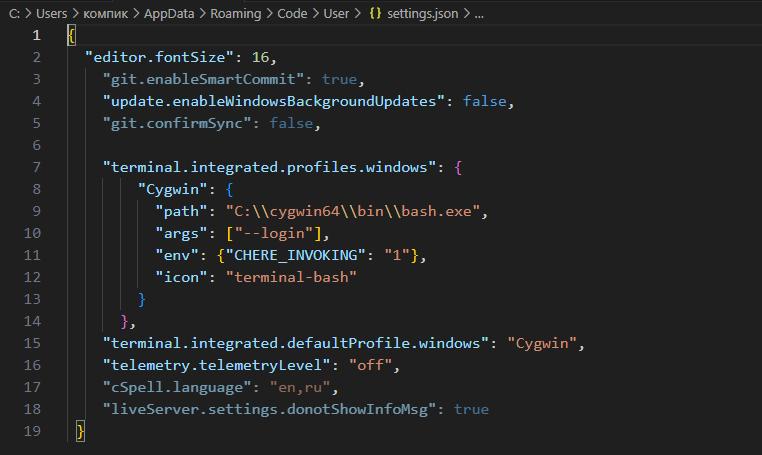 C: > Users > компик > AppData > Roaming > Code > User > {} settings.json > ...
1 {
2 "editor.fontSize": 16,
3 "git.enableSmartCommit": true,
4 "update.enableWindowsBackgroundUpdates": false,
5 "git.confirmSync": false,
6
7 "terminal.integrated.profiles.windows": {
8 "Cygwin": {
9 "path": "C:\\cygwin64\\bin\\bash.exe",
10 "args": ["--login"],
11 "env": {"CHERE_INVOKING": "1"},
12 "icon": "terminal-bash"
13 }
14 },
15 "terminal.integrated.defaultProfile.windows": "Cygwin",
16 "telemetry.telemetryLevel": "off",
17 "cSpell.language": "en,ru",
18 "liveServer.settings.donotShowInfoMsg": true
19 }